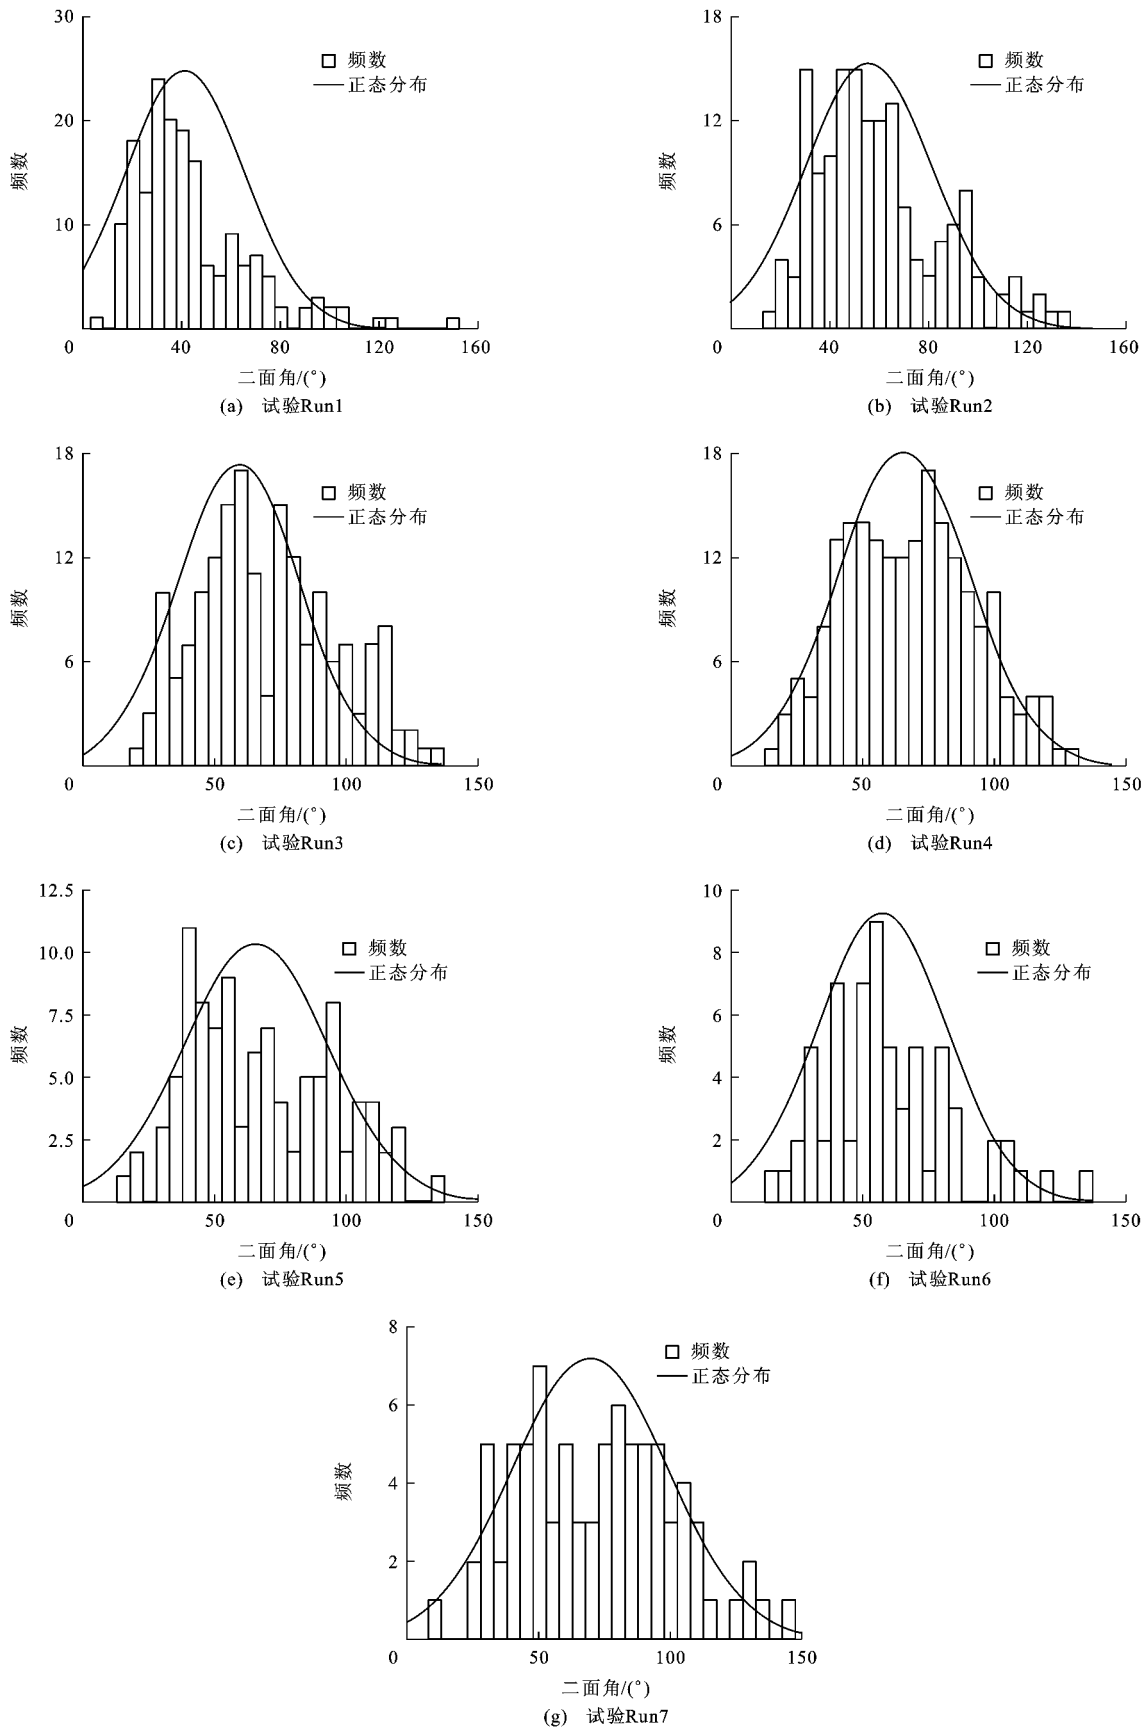 30
20
10
频数
频数
正态分布
0 40 80 120 160
二面角/(°)
(a) 试验Run1
18
12
6
频数
频数
正态分布
0 40 80 120 160
二面角/(°)
(b) 试验Run2
18
12
6
频数
频数
正态分布
0 50 100 150
二面角/(°)
(c) 试验Run3
18
12
6
频数
频数
正态分布
0 50 100 150
二面角/(°)
(d) 试验Run4
12.5
10.0
7.5
5.0
2.5
频数
频数
正态分布
0 50 100 150
二面角/(°)
(e) 试验Run5
10
8
6
4
2
频数
频数
正态分布
0 50 100 150
二面角/(°)
(f) 试验Run6
8
6
4
2
频数
频数
正态分布
0 50 100 150
二面角/(°)
(g) 试验Run7